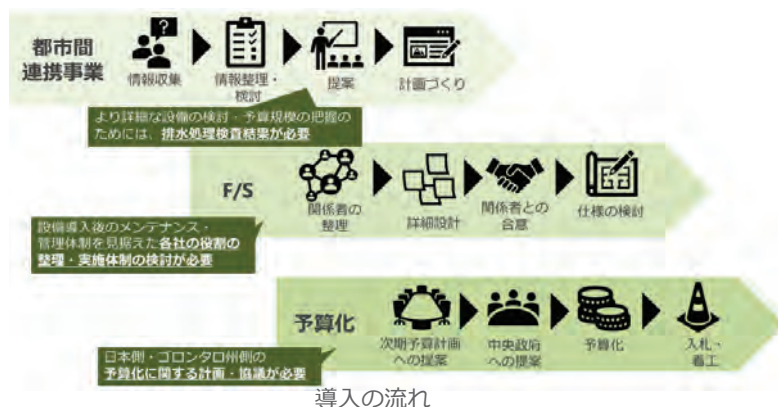 都市間
連携事業
情報収集
情報整理・
検討
提案
計画づくり
より詳細な設備の検討・予算規模の把握の
ためには、排水処理検査結果が必要
F/S
関係者の
整理
詳細設計
関係者との
合意
仕様の検討
設備導入後のメンテナンス・
管理体制を見据えた各社の役割の
整理・実施体制の検討が必要
予算化
次期予算計画
への提案
中央政府
への提案
予算化
入札・
着工
日本側・ゴロンタロ州側の
予算化に関する計画・協議が必要
導入の流れ